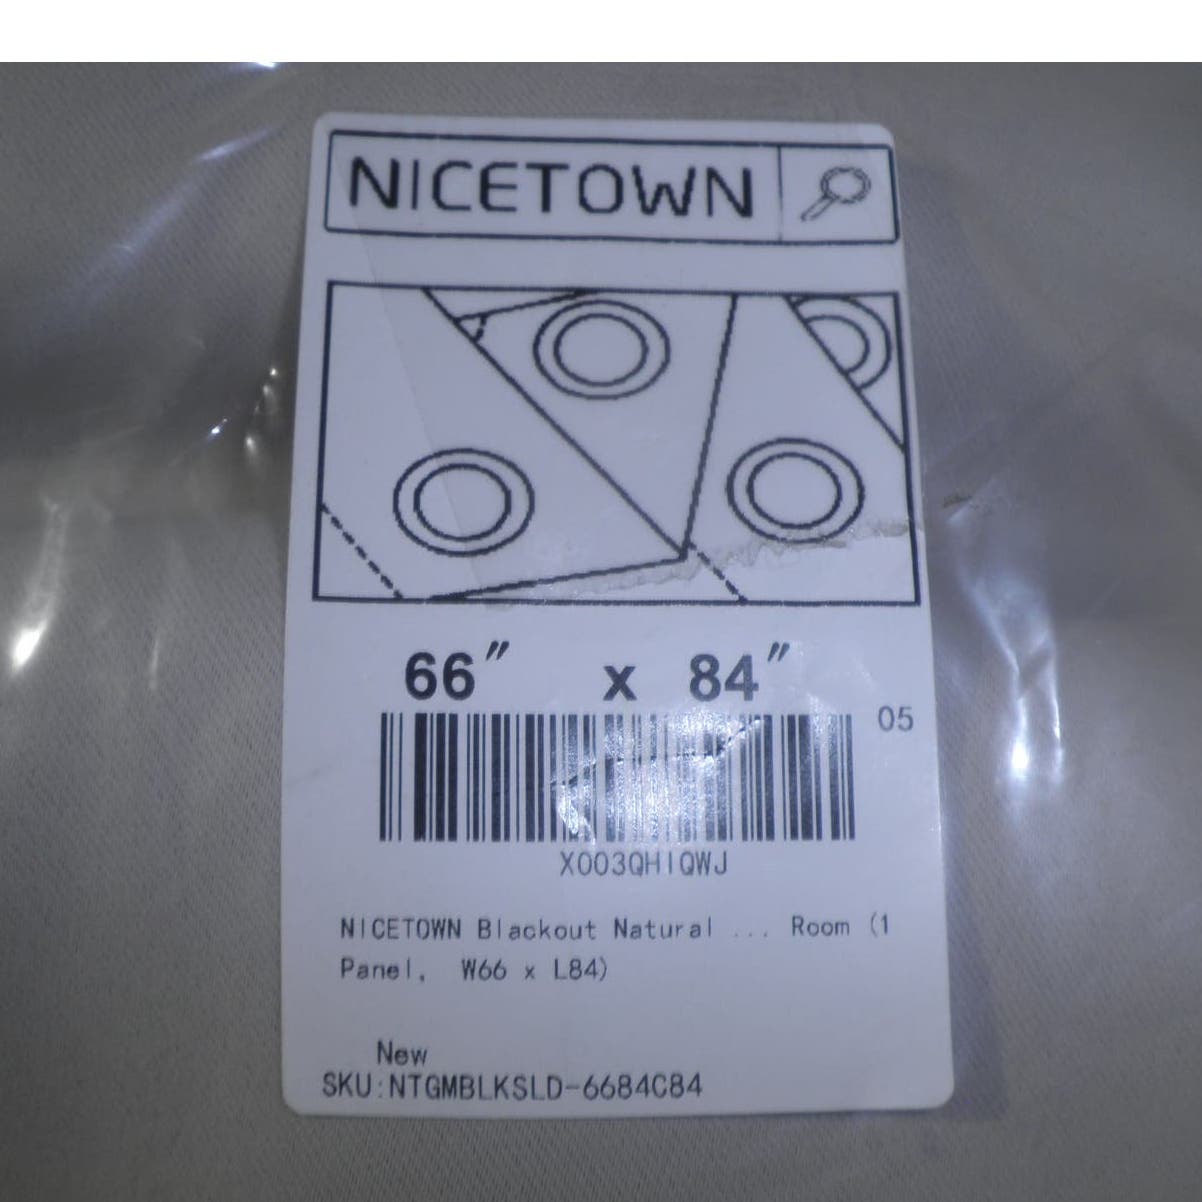 NICETOWN
66" x 84"
05
X003QHIQWJ
NICETOWN Blackout Natural ... Room (1
Panel, W66 x L84)
New
SKU:NTGMBLKSLD-6684C84